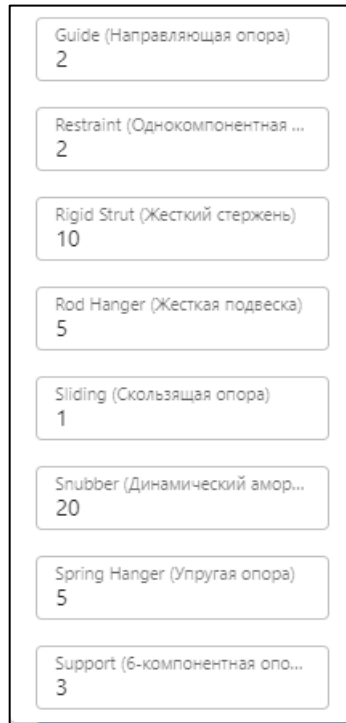 Guide (Направляющая опора)
2
Restraint (Однокомпонентная ...
2
Rigid Strut (Жесткий стержень)
10
Rod Hanger (Жесткая подвеска)
5
Sliding (Скользящая опора)
1
Snubber (Динамический амор...
20
Spring Hanger (Упругая опора)
5
Support (6-компонентная опо...
3